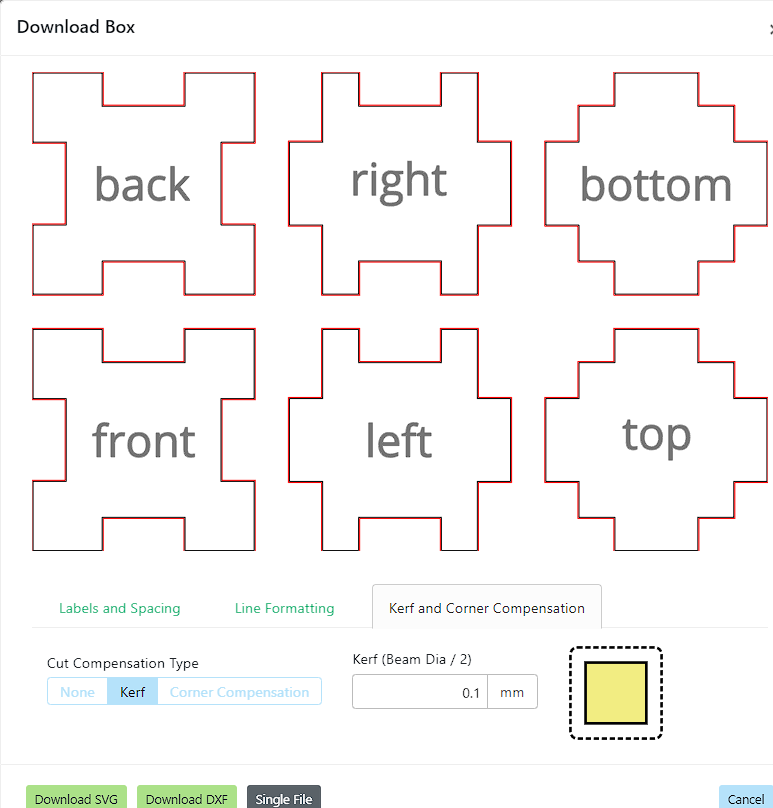 Download Box
back
right
bottom
front
left
top
Labels and Spacing
Line Formatting
Kerf and Corner Compensation
Cut Compensation Type
Kerf (Beam Dia / 2)
None
Kerf
Corner Compensation
0.1
mm
Download SVG
Download DXF
Single File
Cancel